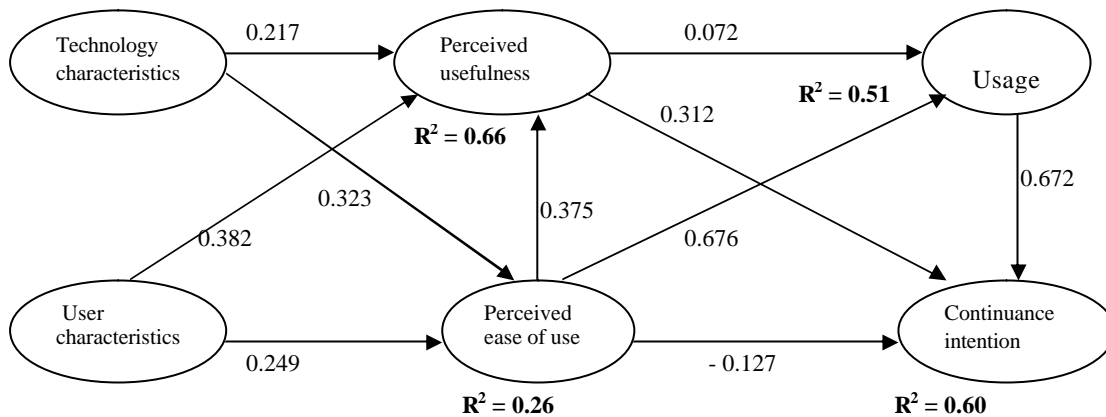 0.217
0.072
Technology
characteristics
Perceived
usefulness
Usage
R² = 0.51
R² = 0.66
0.312
0.323
0.375
0.672
0.382
0.676
User
characteristics
Perceived
ease of use
Continuance
intention
0.249
- 0.127
R² = 0.26
R² = 0.60